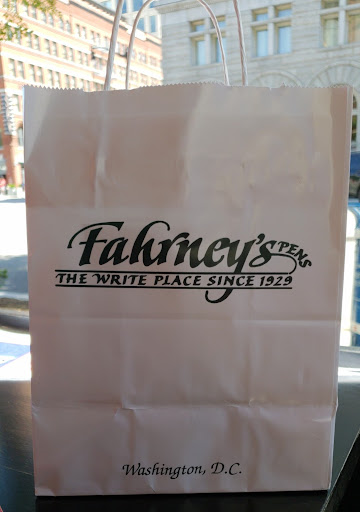 Fahrney's PENS
THE WRITE PLACE SINCE 1929
Washington, D.C.